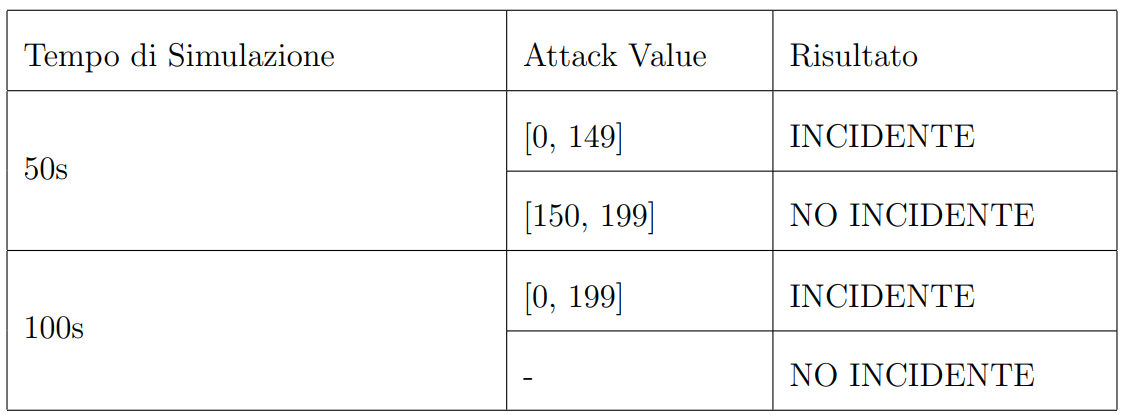 Tempo di Simulazione Attack Value Risultato
50s
[0, 149] INCIDENTE
[150, 199] NO INCIDENTE
100s
[0, 199] INCIDENTE
- NO INCIDENTE